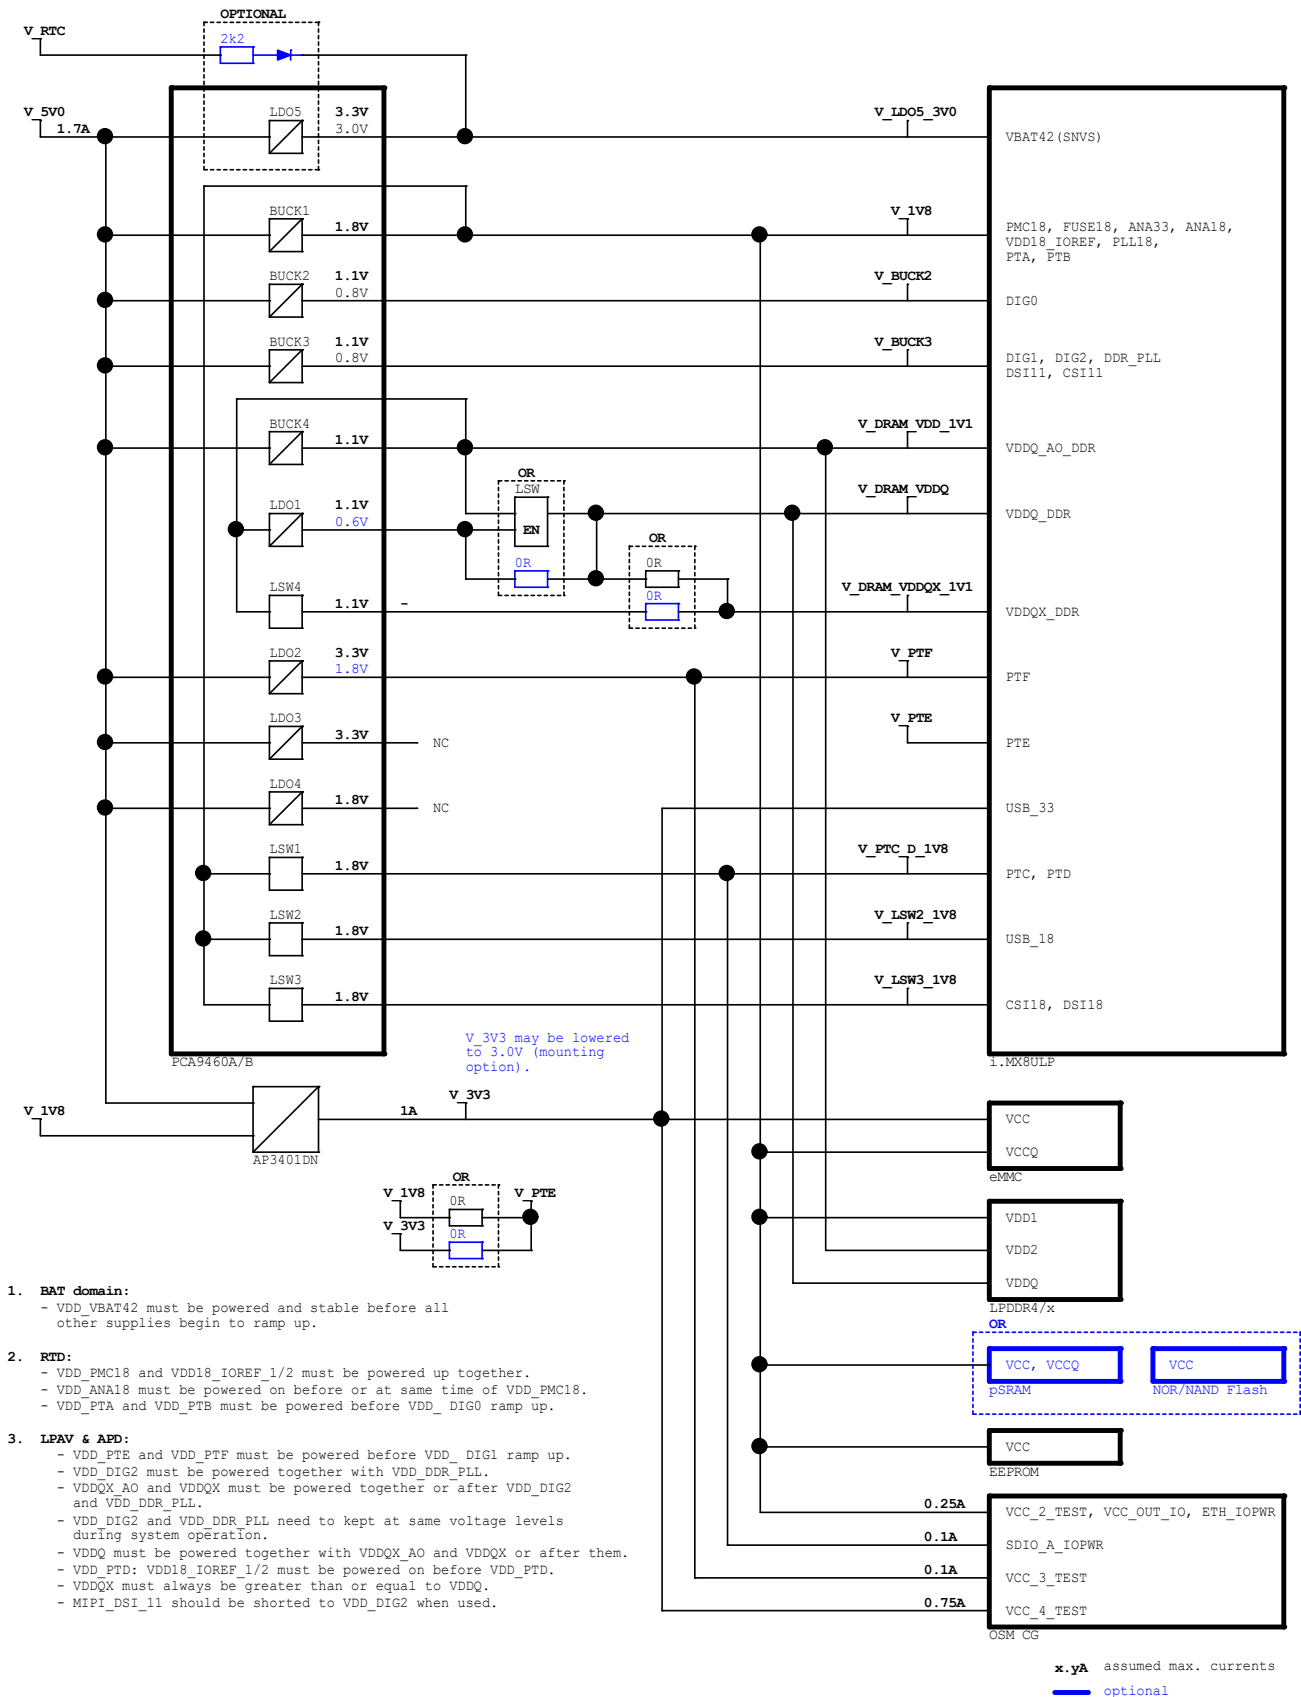 OPTIONAL
V_RTC
2k2
V_5V0
1.7A
LDO5
3.3V
3.0V
V_LDO5_3V0
VBAT42(SNVS)
BUCK1
1.8V
V_1V8
PMC18, FUSE18, ANA33, ANA18,
VDD18_IOREF, PLL18,
PTA, PTB
BUCK2
1.1V
0.8V
V_BUCK2
DIG0
BUCK3
1.1V
0.8V
V_BUCK3
DIG1, DIG2, DDR_PLL
DSI11, CSI11
BUCK4
1.1V
V_DRAM_VDD_1V1
VDDQ_AO_DDR
OR
LSW
EN
0R
LDO1
1.1V
0.6V
V_DRAM_VDDQ
VDDQ_DDR
OR
0R
0R
LSW4
1.1V
-
V_DRAM_VDDQX_1V1
VDDQX_DDR
LDO2
3.3V
1.8V
V_PTF
PTF
LDO3
3.3V
NC
V_PTE
PTE
LDO4
1.8V
NC
USB_33
LSW1
1.8V
V_PTC_D_1V8
PTC, PTD
LSW2
1.8V
V_LSW2_1V8
USB_18
LSW3
1.8V
V_LSW3_1V8
CSI18, DSI18
PCA9460A/B
i.MX8ULP
V_3V3 may be lowered
to 3.0V (mounting
option).
V_1V8
AP3401DN
1A
V_3V3
VCC
VCCQ
eMMC
OR
V_1V8
0R
V_PTE
V_3V3
0R
VDD1
VDD2
VDDQ
LPDDR4/x
OR
VCC, VCCQ
pSRAM
VCC
NOR/NAND Flash
VCC
EEPROM
0.25A
VCC_2_TEST, VCC_OUT_IO, ETH_IOPWR
0.1A
SDIO_A_IOPWR
0.1A
VCC_3_TEST
0.75A
VCC_4_TEST
OSM CG
1. BAT domain:
- VDD_VBAT42 must be powered and stable before all
other supplies begin to ramp up.
2. RTD:
- VDD_PMC18 and VDD18_IOREF_1/2 must be powered up together.
- VDD_ANA18 must be powered on before or at same time of VDD_PMC18.
- VDD_PTA and VDD_PTB must be powered before VDD_ DIG0 ramp up.
3. LPAV & APD:
- VDD_PTE and VDD_PTF must be powered before VDD_ DIG1 ramp up.
- VDD_DIG2 must be powered together with VDD_DDR_PLL.
- VDDQX_AO and VDDQX must be powered together or after VDD_DIG2
and VDD_DDR_PLL.
- VDD_DIG2 and VDD_DDR_PLL need to kept at same voltage levels
during system operation.
- VDDQ must be powered together with VDDQX_AO and VDDQX or after them.
- VDD_PTD: VDD18_IOREF_1/2 must be powered on before VDD_PTD.
- VDDQX must always be greater than or equal to VDDQ.
- MIPI_DSI_11 should be shorted to VDD_DIG2 when used.
x.yA assumed max. currents
optional